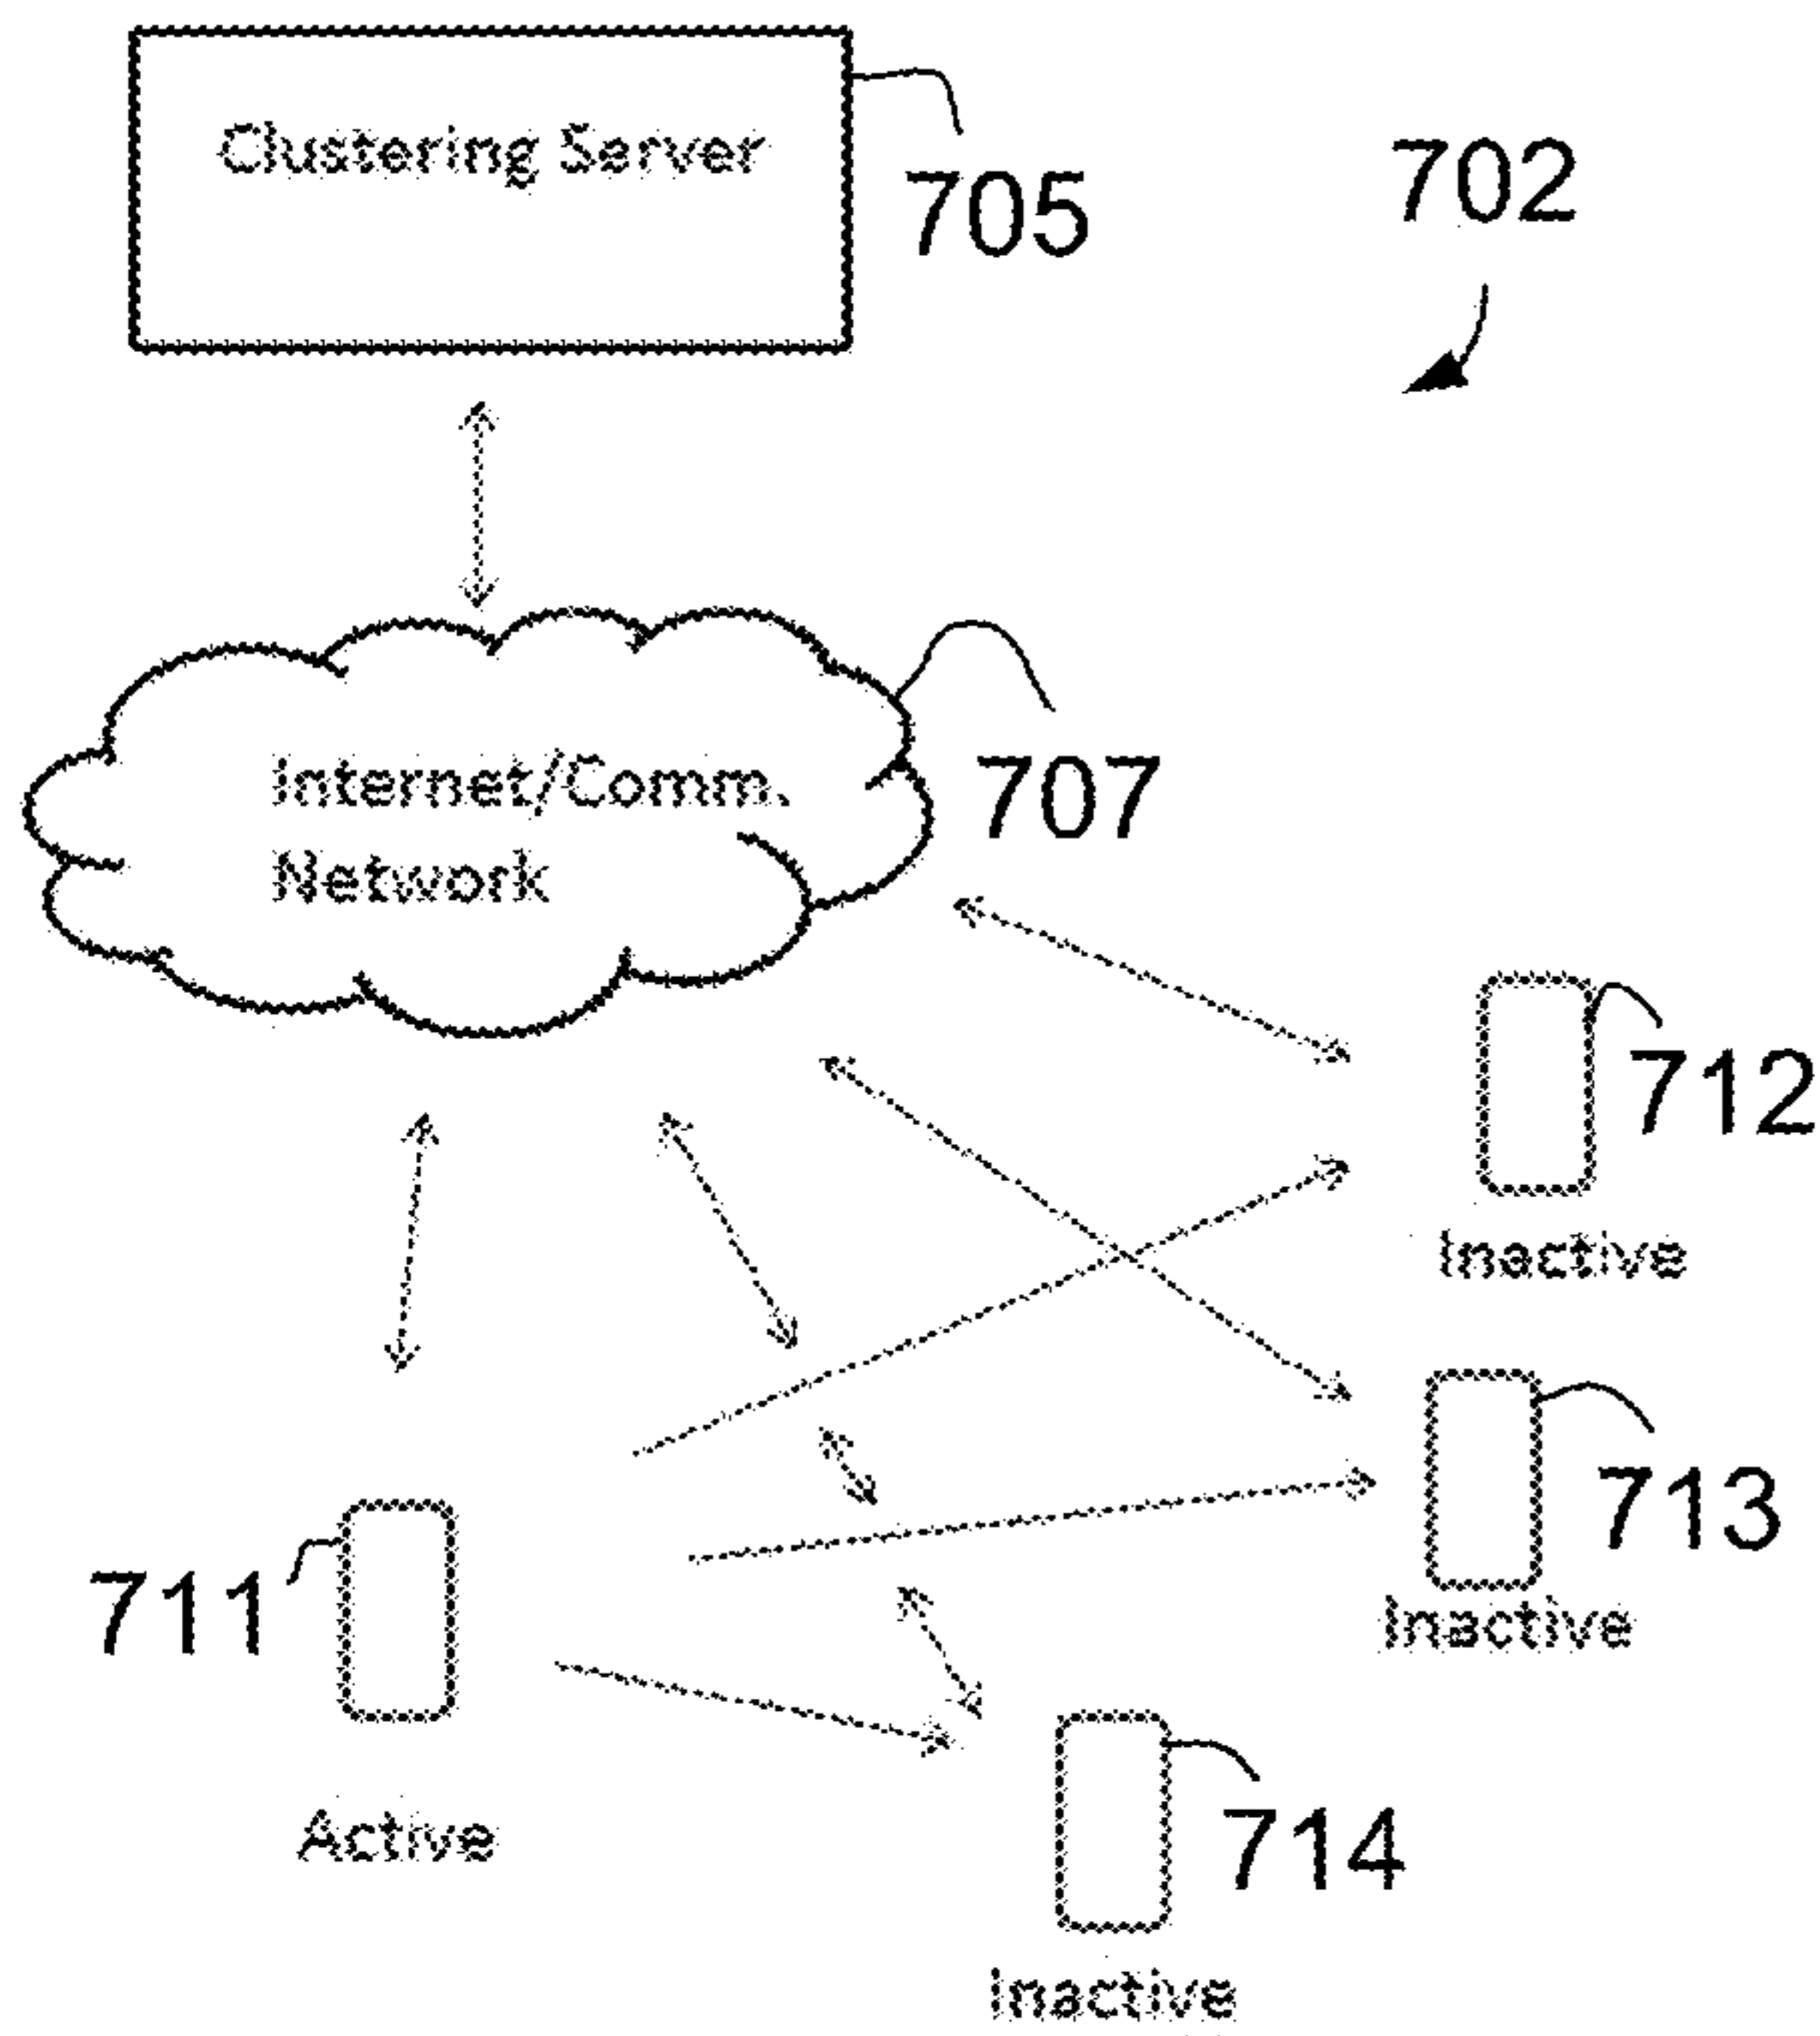 Clustering Server
705
702
Internet/Comm.
Network
707
712
Inactive
713
Inactive
711
Active
714
Inactive